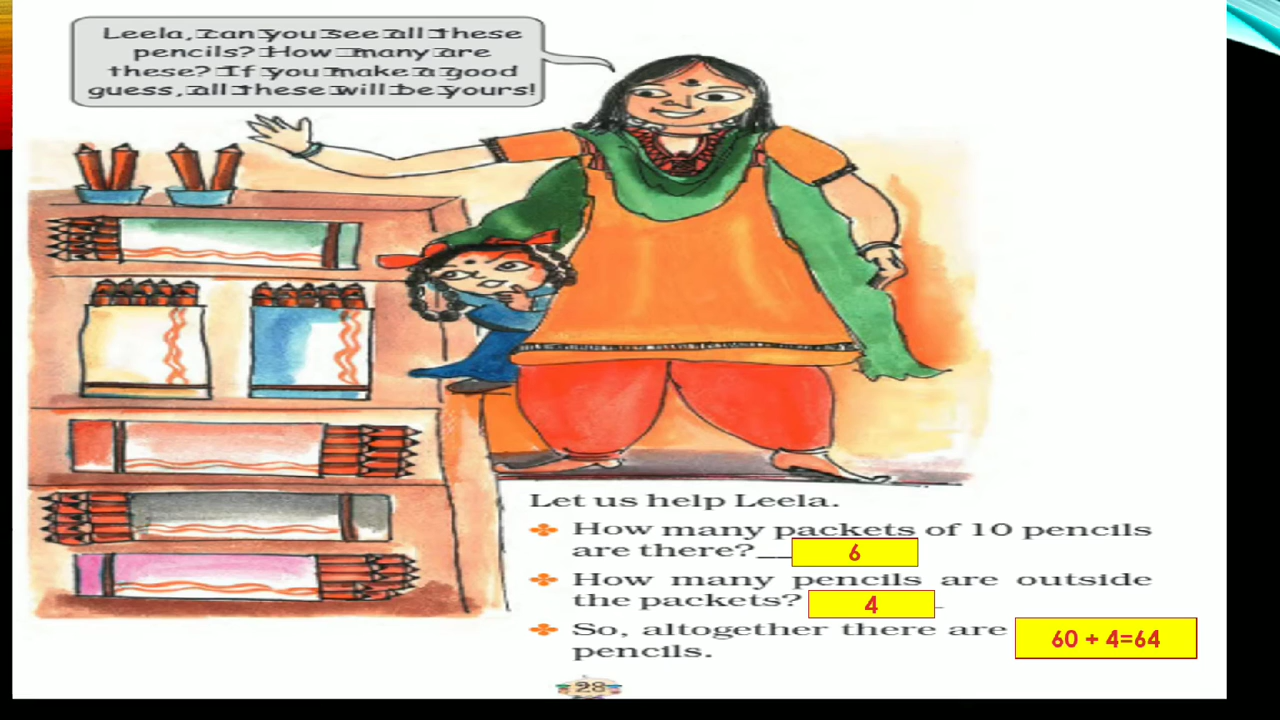 Leela, can you see all these
pencils? How many are
these? If you make a good
guess, all these will be yours!
Let us help Leela.
How many packets of 10 pencils
are there?__ 6
How many pencils are outside
the packets? 4
So, altogether there are 60 + 4=64
pencils.
28